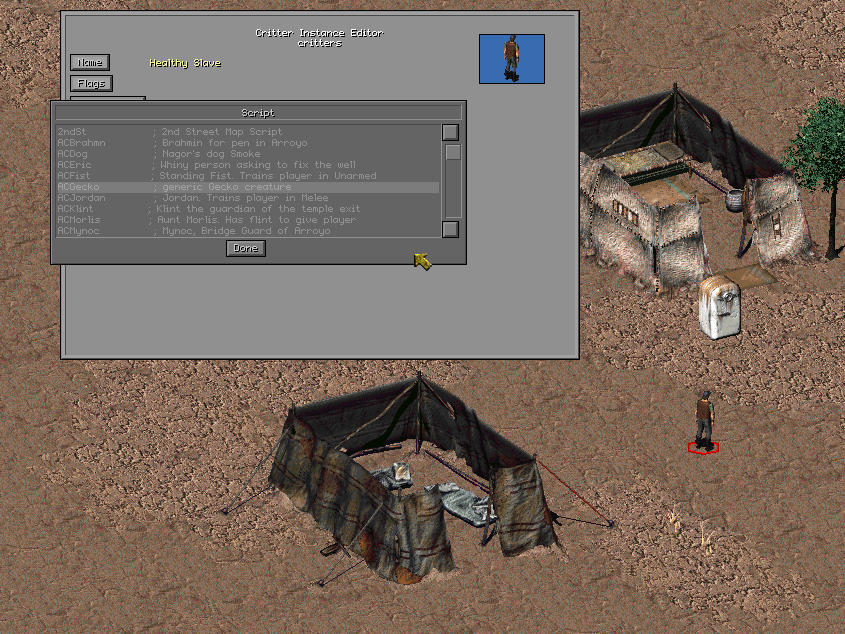 Critter Instance Editor
critters
Name
Healthy Slave
Flags
Script
2ndSt ; 2nd Street Map Script
ACBrahmn ; Brahmin for pen in Arroyo
ACDog ; Nagor's dog Smoke
ACEric ; Whiny person asking to fix the well
ACFist ; Standing Fist. Trains player in Unarmed
ACGecko ; generic Gecko creature
ACJordan ; Jordan. Trains player in Melee
ACKlint ; Klint the guardian of the temple exit
ACMorlis ; Aunt Morlis. Has flint to give player
ACMynoc ; Mynoc, Bridge Guard of Arroyo
Done